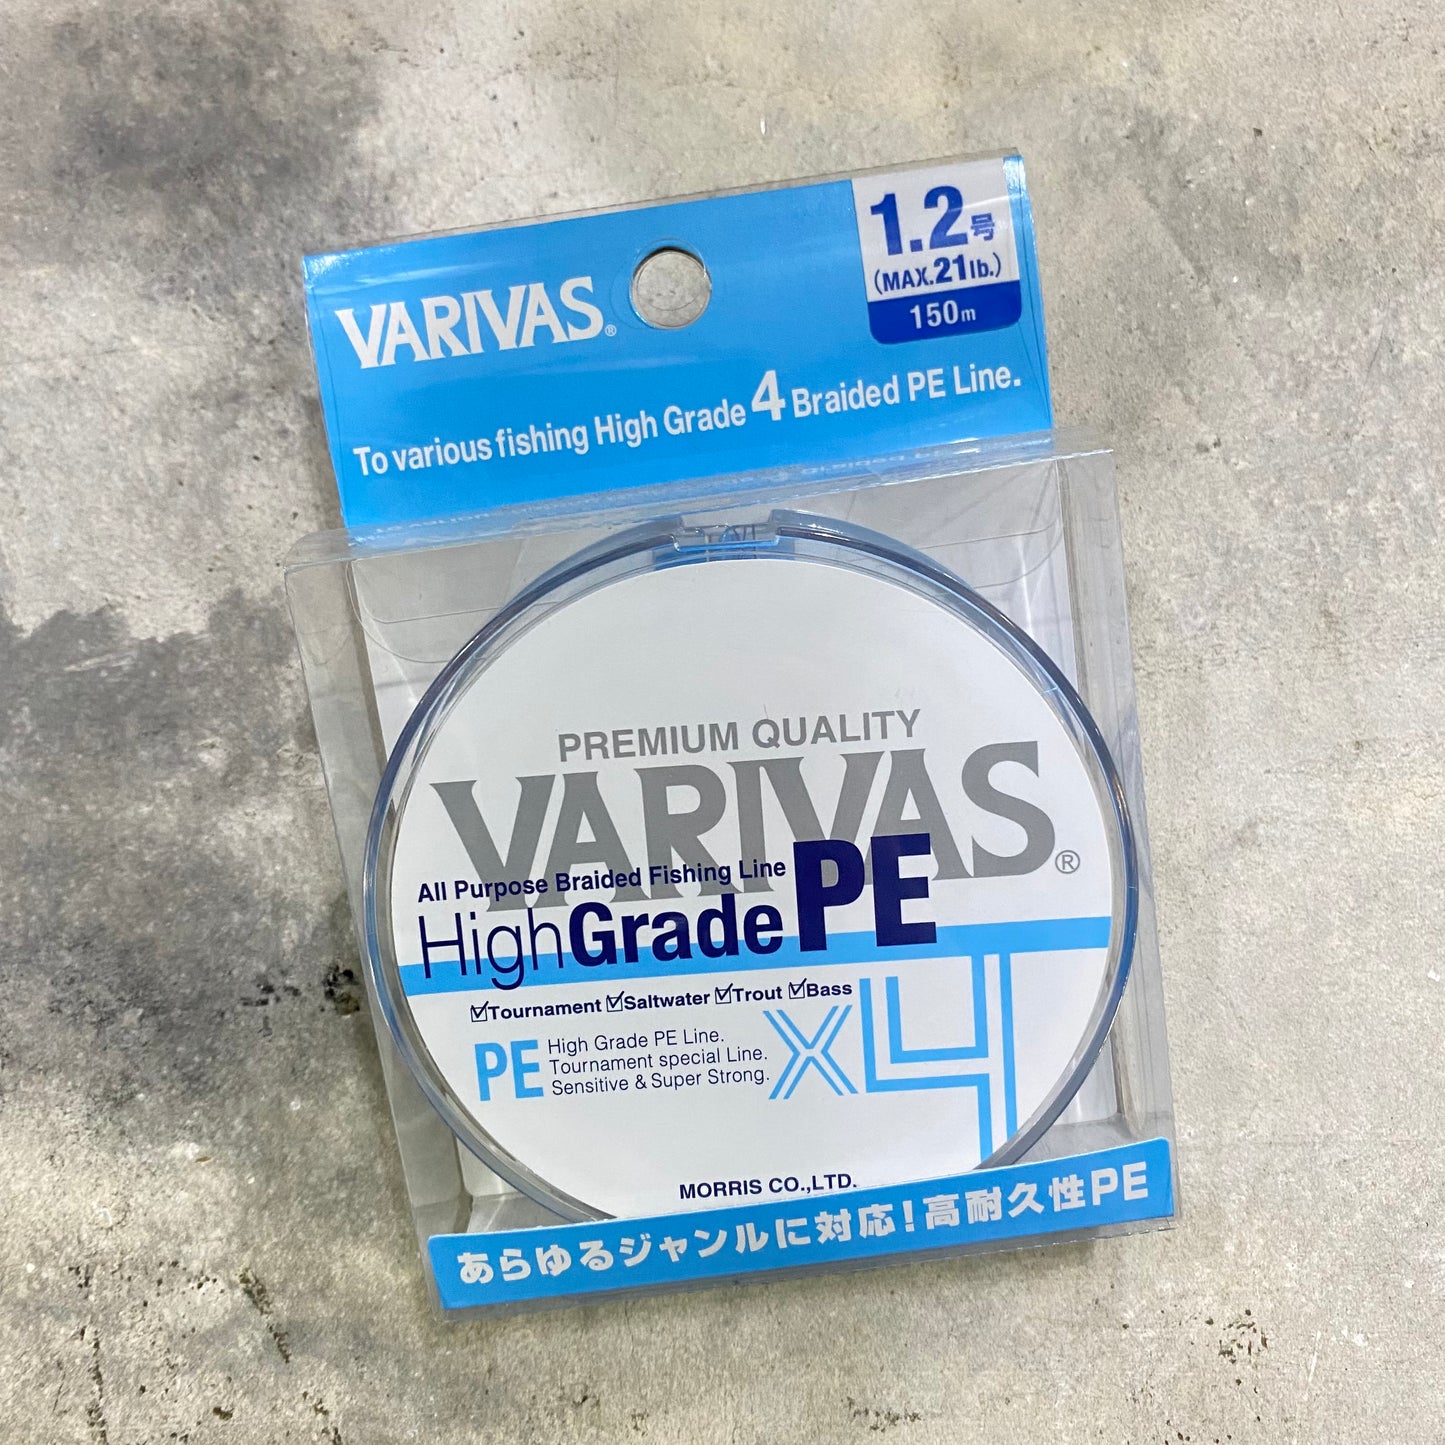 VARIVAS®
1.2号
(MAX.21lb.)
150m
To various fishing High Grade 4 Braided PE Line.
PREMIUM QUALITY
VARIVAS®
All Purpose Braided Fishing Line
HighGrade PE
☑Tournament ☑Saltwater ☑Trout ☑Bass
PE
High Grade PE Line.
Tournament special Line.
Sensitive & Super Strong.
X4
MORRIS CO.,LTD.
あらゆるジャンルに対応!高耐久性PE